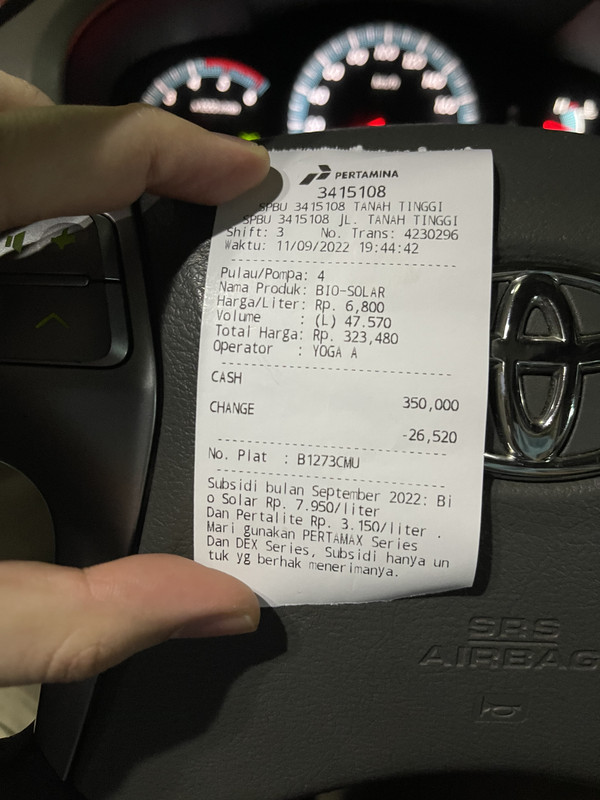 PERTAMINA
3415108
SPBU 3415108 TANAH TINGGI
SPBU 3415108 JL. TANAH TINGGI
Shift: 3 No. Trans: 4230296
Waktu: 11/09/2022 19:44:42
Pulau/Pompa: 4
Nama Produk: BIO-SOLAR
Harga/Liter: Rp. 6,800
Volume : (L) 47.570
Total Harga: Rp. 323,480
Operator : YOGA A
CASH 350,000
CHANGE -26,520
No. Plat : B1273CMU
Subsidi bulan September 2022: Bi
o Solar Rp. 7.950/liter
Dan Pertalite Rp. 3.150/liter .
Mari gunakan PERTAMAX Series
Dan DEX Series, Subsidi hanya un
tuk yg berhak menerimanya.
SRS
AIRBAG